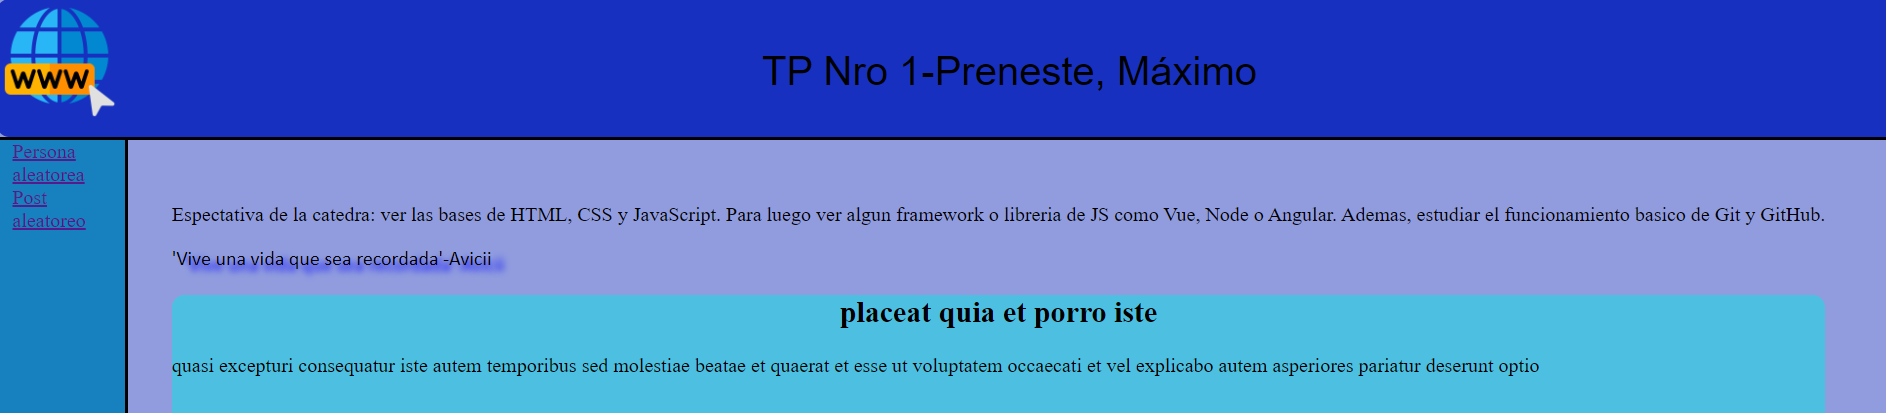 WWW
TP Nro 1-Preneste, Máximo
Persona
aleatorea
Post
aleatoreo
Espectativa de la catedra: ver las bases de HTML, CSS y JavaScript. Para luego ver algun framework o libreria de JS como Vue, Node o Angular. Ademas, estudiar el funcionamiento basico de Git y GitHub.
'Vive una vida que sea recordada'-Avicii
placeat quia et porro iste
quasi excepturi consequatur iste autem temporibus sed molestiae beatae et quaerat et esse ut voluptatem occaecati et vel explicabo autem asperiores pariatur deserunt optio